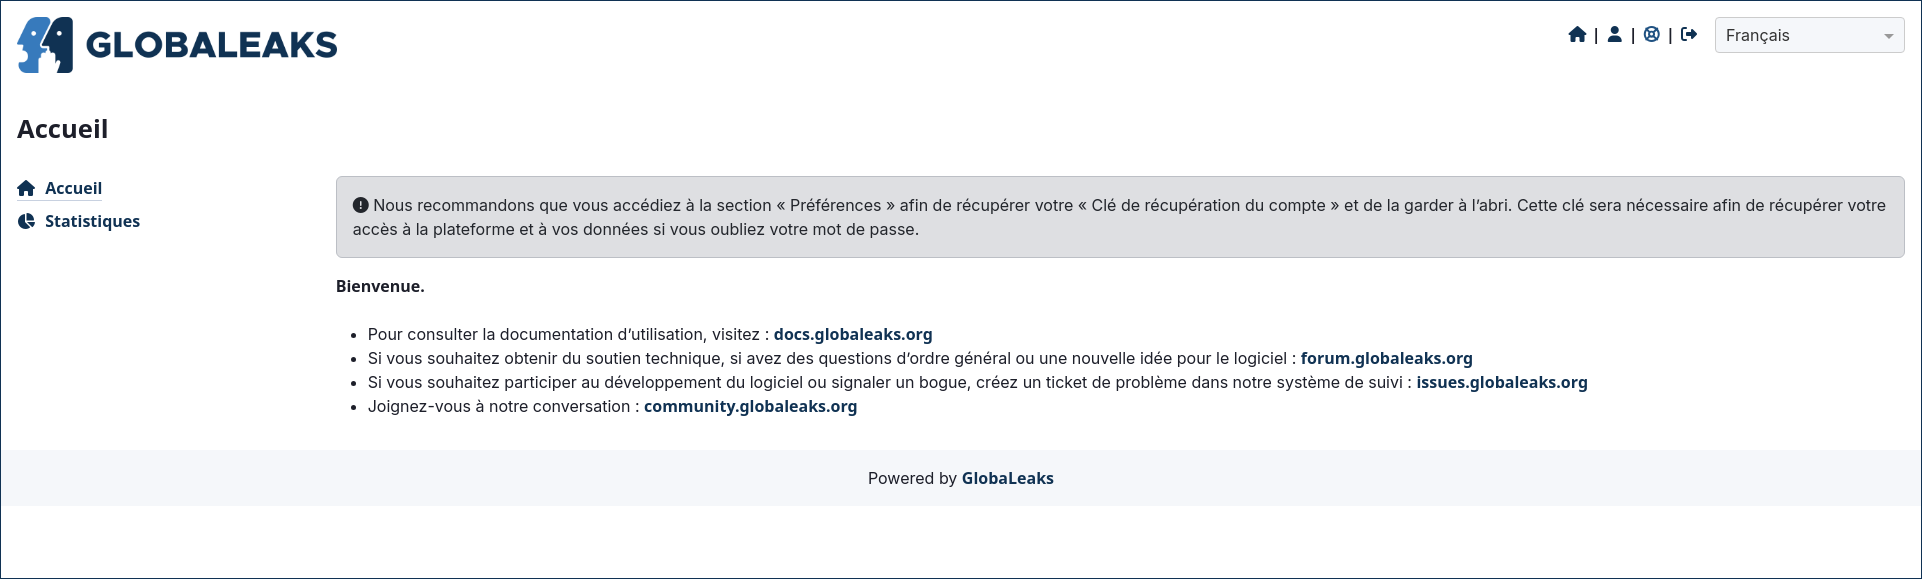 GLOBALEAKS
| | |
Français
Accueil
Accueil
Statistiques
Nous recommandons que vous accédiez à la section « Préférences » afin de récupérer votre « Clé de récupération du compte » et de la garder à l’abri. Cette clé sera nécessaire afin de récupérer votre
accès à la plateforme et à vos données si vous oubliez votre mot de passe.
Bienvenue.
• Pour consulter la documentation d’utilisation, visitez : docs.globaleaks.org
• Si vous souhaitez obtenir du soutien technique, si avez des questions d’ordre général ou une nouvelle idée pour le logiciel : forum.globaleaks.org
• Si vous souhaitez participer au développement du logiciel ou signaler un bogue, créez un ticket de problème dans notre système de suivi : issues.globaleaks.org
• Joignez-vous à notre conversation : community.globaleaks.org
Powered by GlobaLeaks